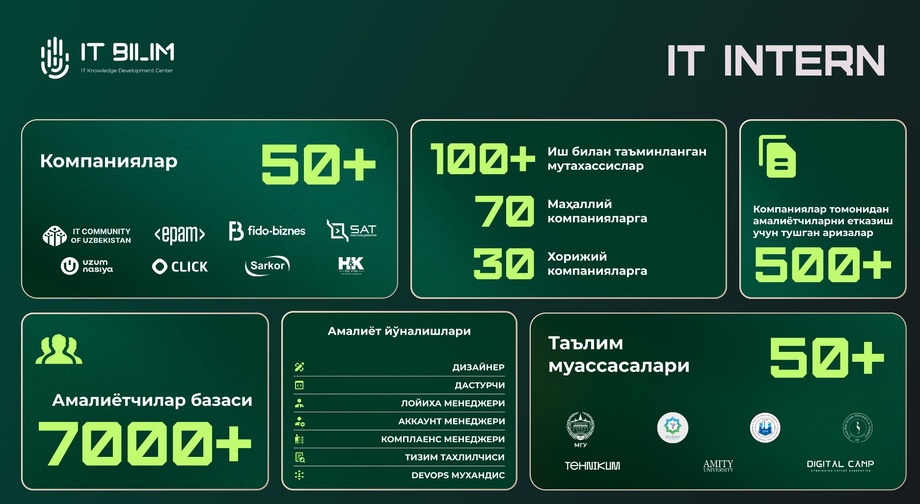 IT BILIM
IT Knowledge Development Center
IT INTERN
Компаниялар
50+
IT COMMUNITY
OF UZBEKISTAN
<epam>
fido-biznes
SAT
uzum
nasiya
CLICK
Sarkor
HK
100+
Иш билан таъминланган
мутахассислар
70
Маҳаллий
компанияларга
30
Хорижий
компанияларга
Компаниялар томонидан
амалиётчиларни етказиш
учун тушган аризалар
500+
Амалиётчилар базаси
7000+
Амалиёт йўналишлари
ДИЗАЙНЕР
ДАСТУРЧИ
ЛОЙИХА МЕНЕДЖЕРИ
АККАУНТ МЕНЕДЖЕРИ
КОМПЛАЕНС МЕНЕДЖЕРИ
ТИЗИМ ТАХЛИЛЧИСИ
DEVOPS МУХАНДИС
Таълим
муассасалари
50+
МГУ
TEHNIKUM
AMITY
UNIVERSITY
DIGITAL CAMP